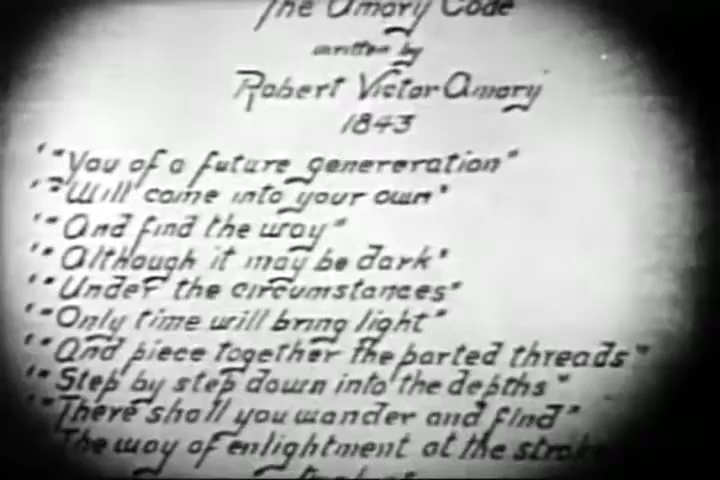 The Amory Code
written by
Robert Victor Amory
1843
'"You of a future genereration"
'"Will come into your own"
'"And find the way"
'"Although it may be dark"
'"Under the circumstances"
'"Only time will bring light"
'"And piece together the parted threads"
'"Step by step down into the depths"
'"There shall you wander and find"
The way of enlightment at the stroke